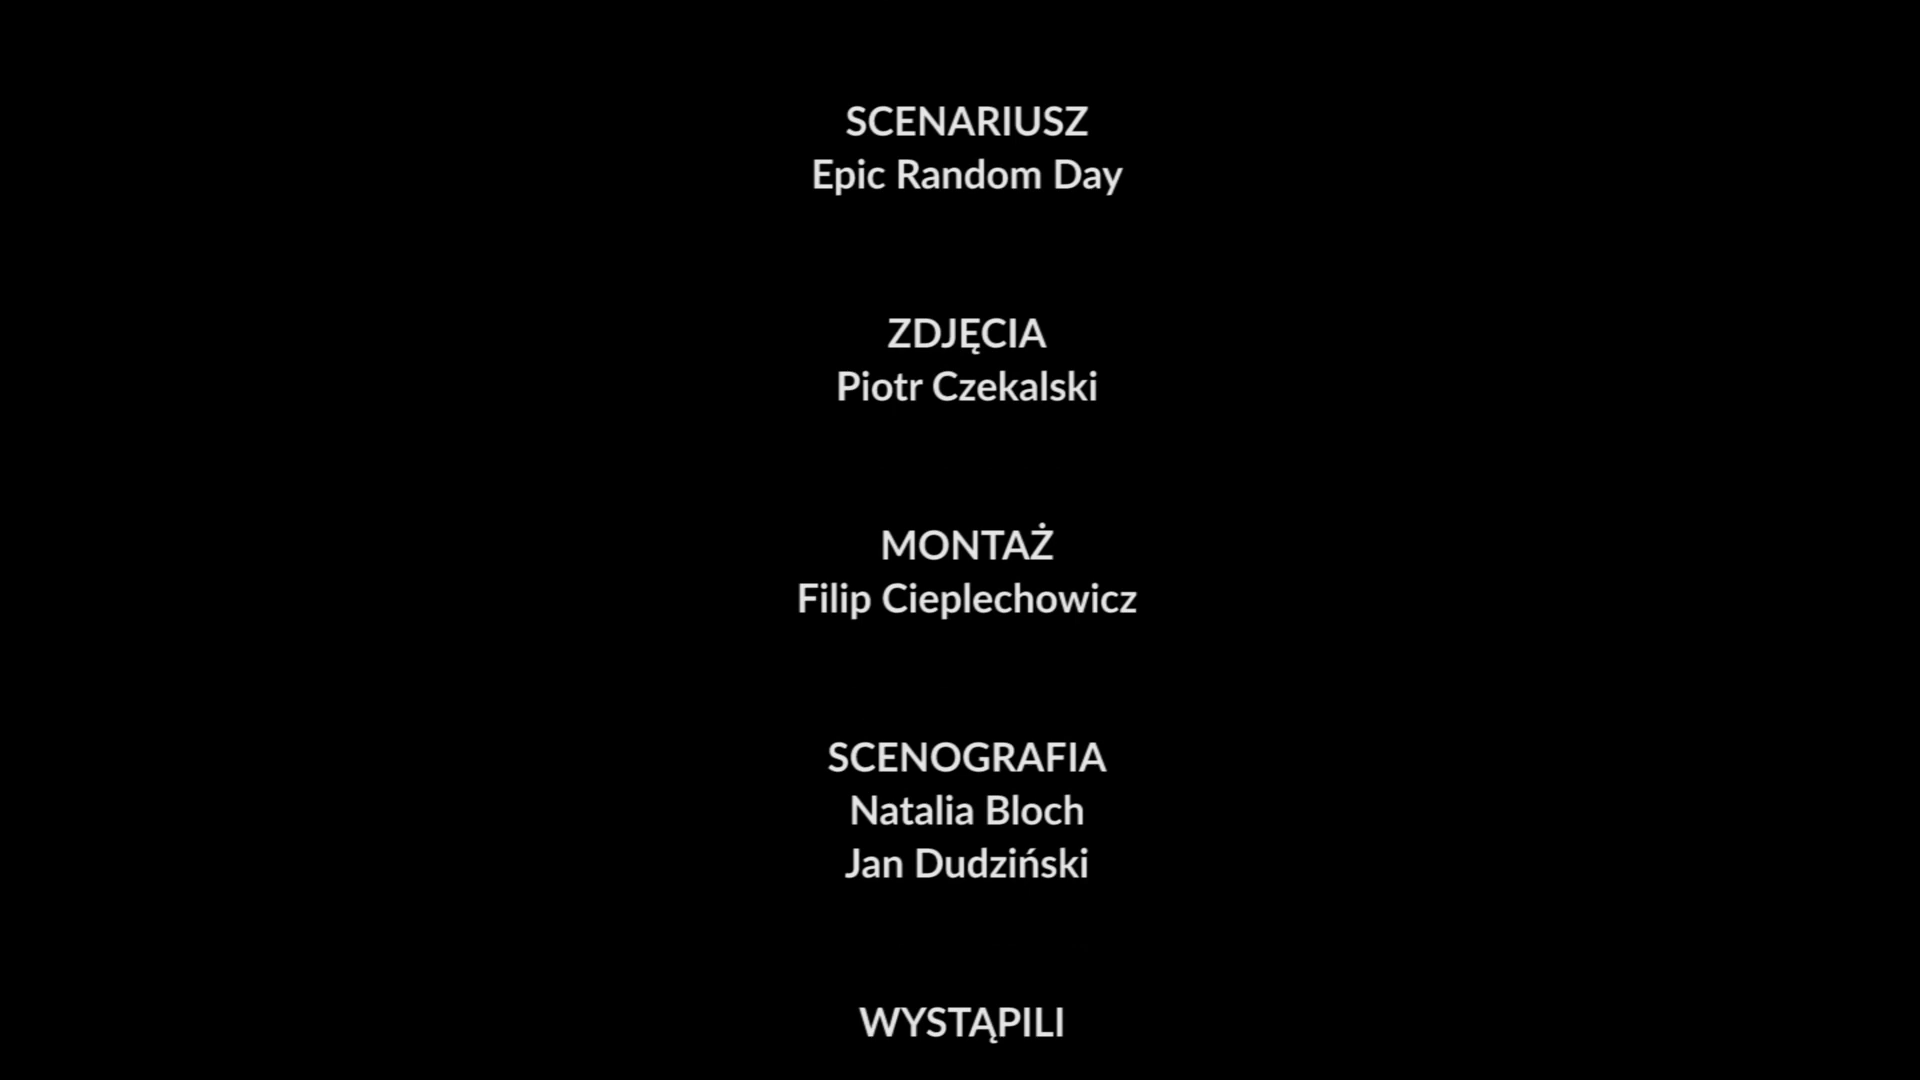 SCENARIUSZ
Epic Random Day
ZDJĘCIA
Piotr Czekalski
MONTAŻ
Filip Cieplechowicz
SCENOGRAFIA
Natalia Bloch
Jan Dudziński
WYSTĄPILI